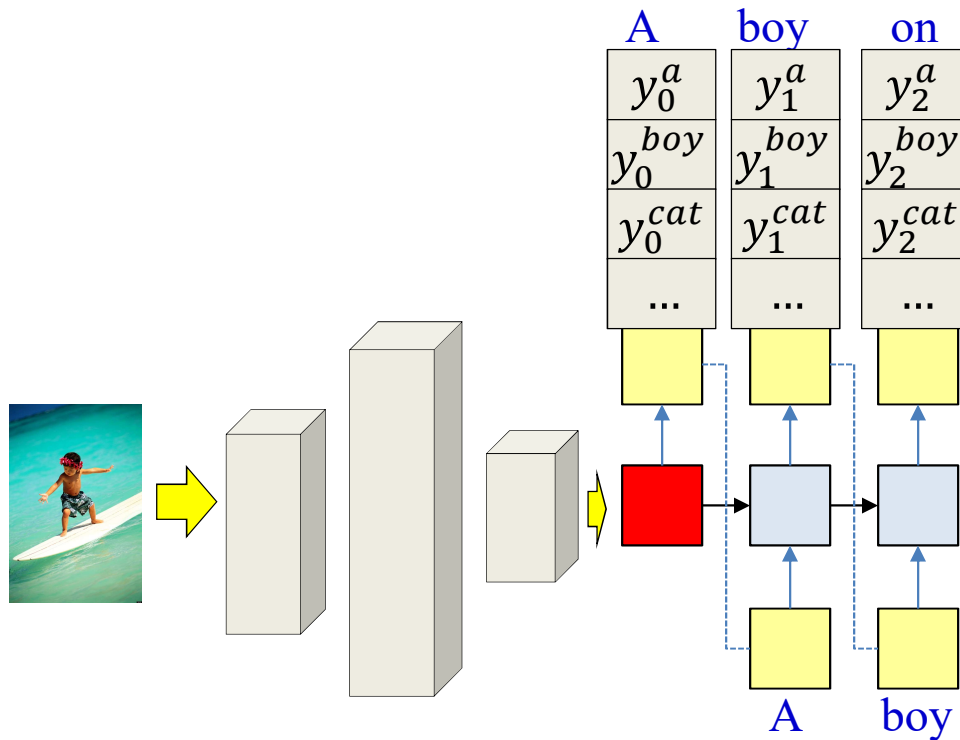 A boy on
y_0^a y_1^a y_2^a
y_0^boy y_1^boy y_2^boy
y_0^cat y_1^cat y_2^cat
... ... ...
A boy